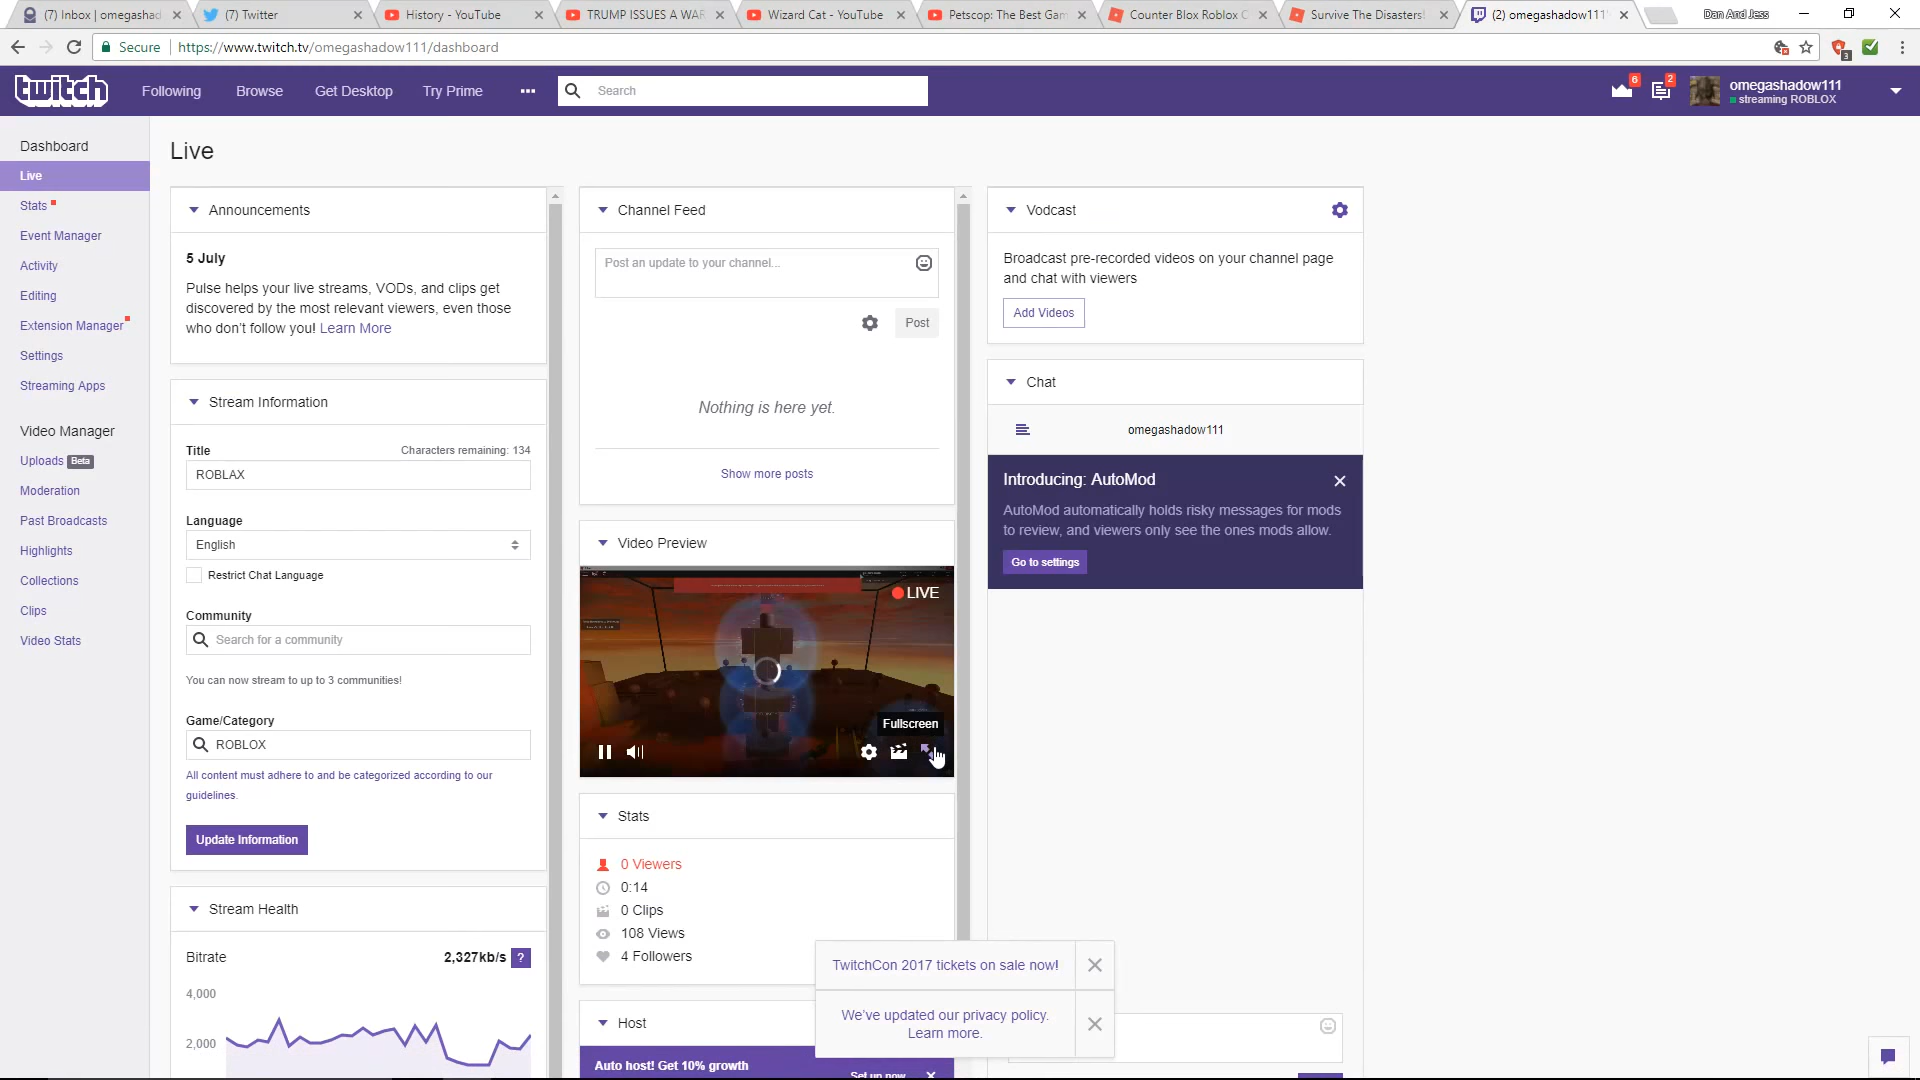 (7) Inbox | omegashad
(7) Twitter
History - YouTube
TRUMP ISSUES A WAR
Wizard Cat - YouTube
Petscop: The Best Gam
Counter Blox Roblox C
Survive The Disasters!
(2) omegashadow111'
Dan And Jess
Secure
https://www.twitch.tv/omegashadow111/dashboard
3
twitch
Following
Browse
Get Desktop
Try Prime
Search
6
2
omegashadow111
streaming ROBLOX
Dashboard
Live
Stats
Event Manager
Activity
Editing
Extension Manager
Settings
Streaming Apps
Video Manager
Uploads Beta
Moderation
Past Broadcasts
Highlights
Collections
Clips
Video Stats
Live
Announcements
5 July
Pulse helps your live streams, VODs, and clips get
discovered by the most relevant viewers, even those
who don't follow you! Learn More
Stream Information
Title
Characters remaining: 134
ROBLAX
Language
English
Restrict Chat Language
Community
Search for a community
You can now stream to up to 3 communities!
Game/Category
ROBLOX
All content must adhere to and be categorized according to our
guidelines.
Update Information
Stream Health
Bitrate
2,327kb/s ?
4,000
2,000
Channel Feed
Post an update to your channel...
Post
Nothing is here yet.
Show more posts
Video Preview
LIVE
Fullscreen
Stats
0 Viewers
0:14
0 Clips
108 Views
4 Followers
Host
Auto host! Get 10% growth
Set up now
TwitchCon 2017 tickets on sale now!
We've updated our privacy policy.
Learn more.
Vodcast
Broadcast pre-recorded videos on your channel page
and chat with viewers
Add Videos
Chat
omegashadow111
Introducing: AutoMod
AutoMod automatically holds risky messages for mods
to review, and viewers only see the ones mods allow.
Go to settings